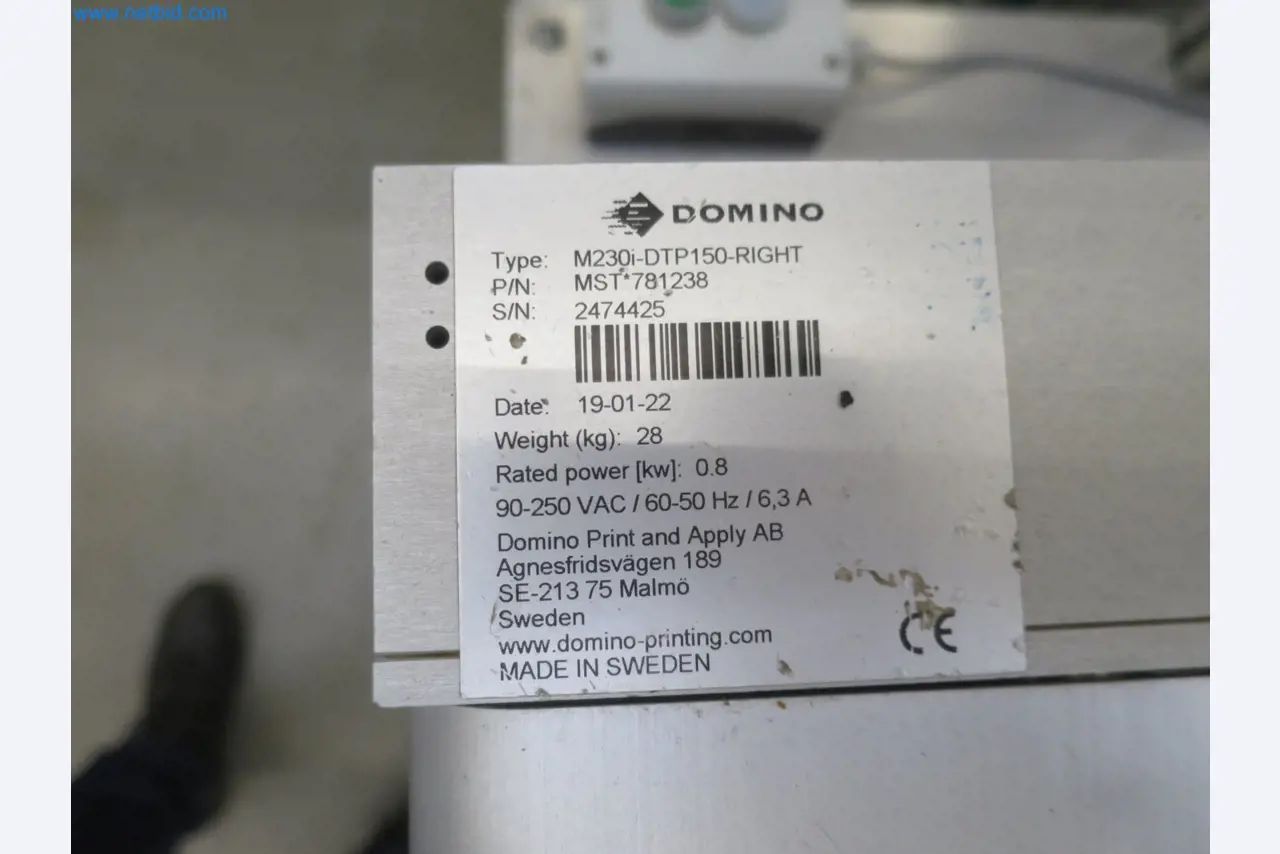 www.netbid.com
DOMINO
Type: M230i-DTP150-RIGHT
P/N: MST*781238
S/N: 2474425
Date: 19-01-22
Weight (kg): 28
Rated power [kw]: 0.8
90-250 VAC / 60-50 Hz / 6,3 A
Domino Print and Apply AB
Agnesfridsvägen 189
SE-213 75 Malmö
Sweden
www.domino-printing.com
MADE IN SWEDEN
CE